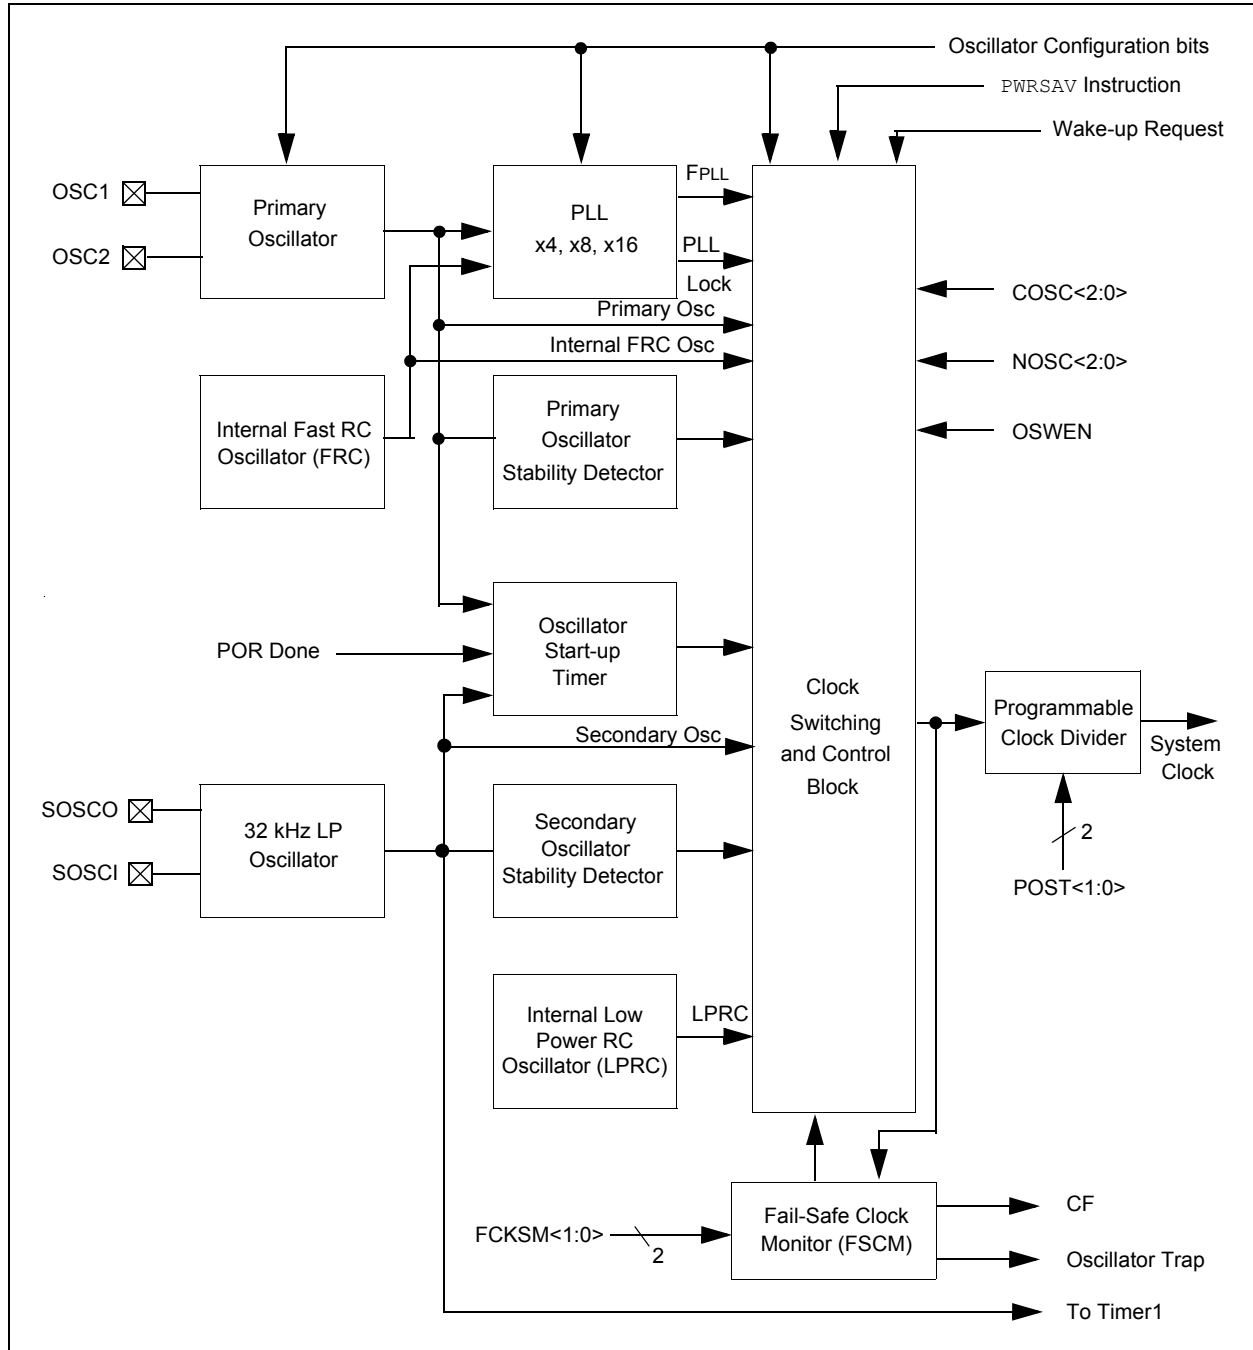 Oscillator Configuration bits
PWRSAV Instruction
Wake-up Request
OSC1
OSC2
Primary
Oscillator
PLL
x4, x8, x16
FPLL
PLL
Lock
Primary Osc
Internal FRC Osc
COSC<2:0>
NOSC<2:0>
OSWEN
Internal Fast RC
Oscillator (FRC)
Primary
Oscillator
Stability Detector
POR Done
Oscillator
Start-up
Timer
Clock
Switching
and Control
Block
Programmable
Clock Divider
System
Clock
2
POST<1:0>
Secondary Osc
SOSCO
SOSCI
32 kHz LP
Oscillator
Secondary
Oscillator
Stability Detector
Internal Low
Power RC
Oscillator (LPRC)
LPRC
FCKSM<1:0>
2
Fail-Safe Clock
Monitor (FSCM)
CF
Oscillator Trap
To Timer1